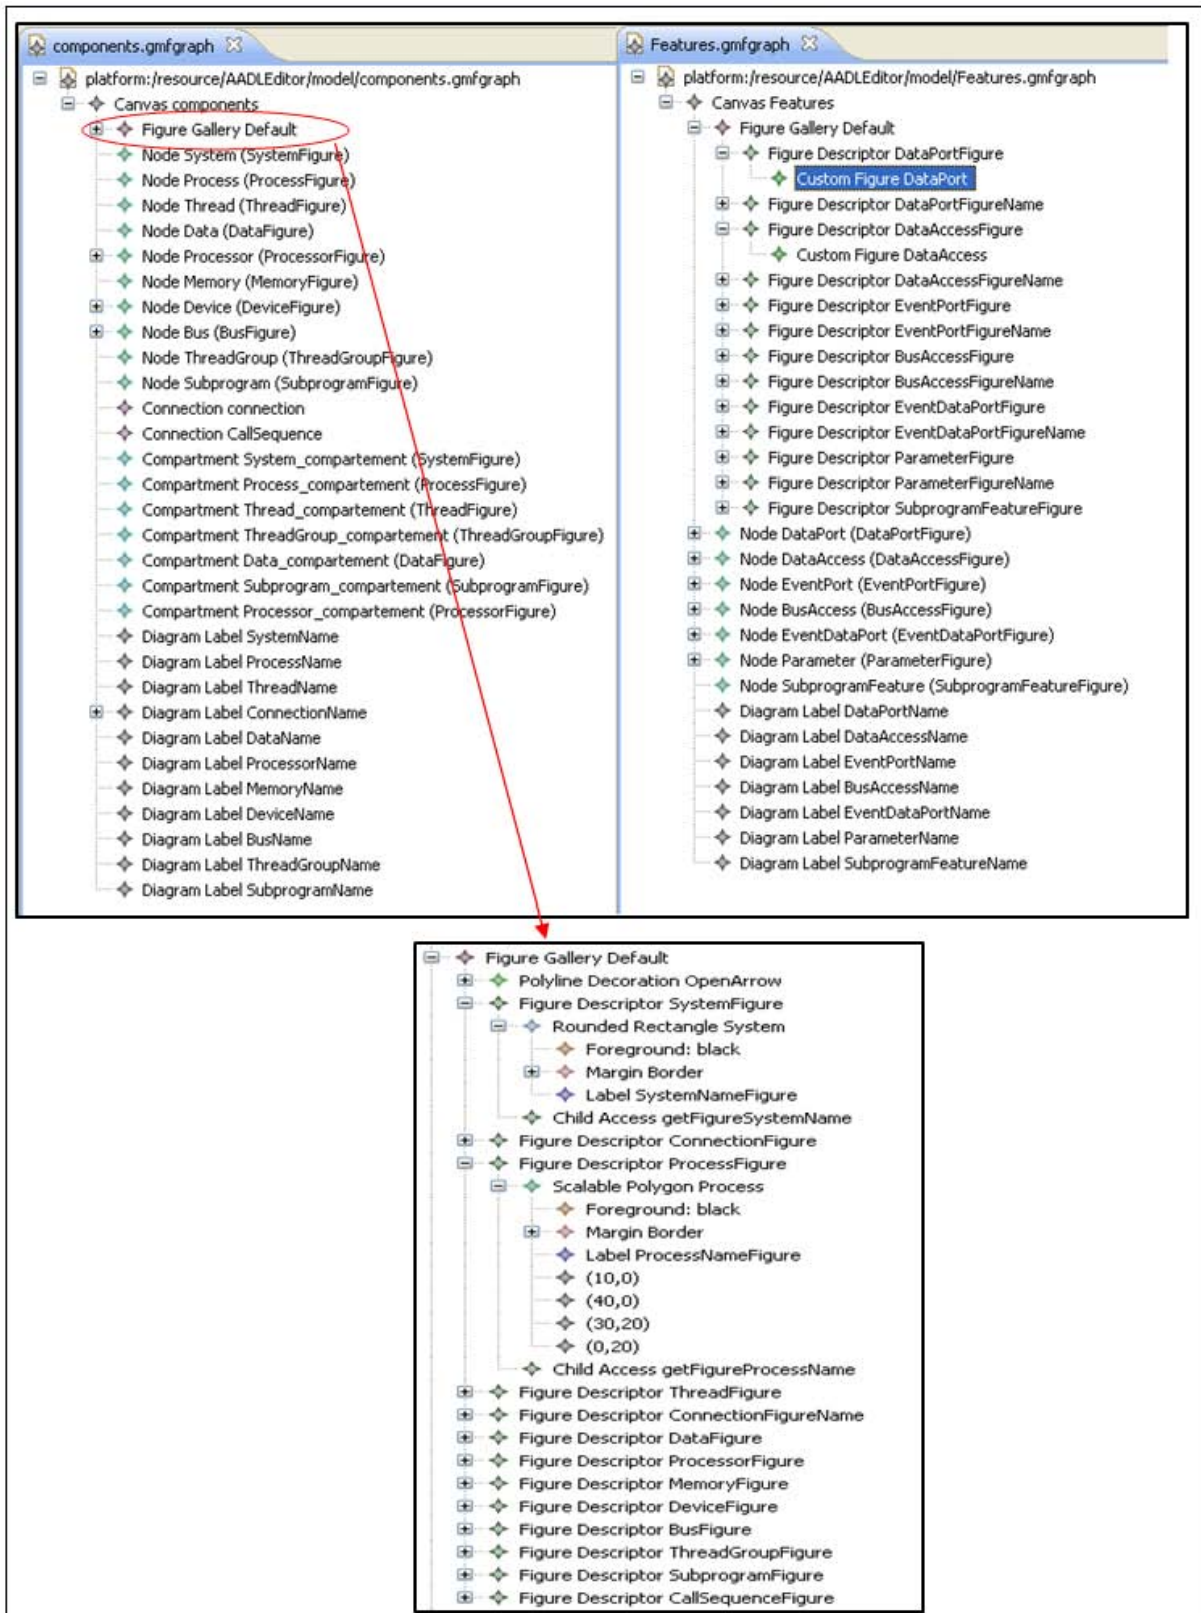 components.gmfgraph
platform:/resource/AADLEditor/model/components.gmfgraph
Canvas components
Figure Gallery Default
Node System (SystemFigure)
Node Process (ProcessFigure)
Node Thread (ThreadFigure)
Node Data (DataFigure)
Node Processor (ProcessorFigure)
Node Memory (MemoryFigure)
Node Device (DeviceFigure)
Node Bus (BusFigure)
Node ThreadGroup (ThreadGroupFigure)
Node Subprogram (SubprogramFigure)
Connection connection
Connection CallSequence
Compartment System_compartement (SystemFigure)
Compartment Process_compartement (ProcessFigure)
Compartment Thread_compartement (ThreadFigure)
Compartment ThreadGroup_compartement (ThreadGroupFigure)
Compartment Data_compartement (DataFigure)
Compartment Subprogram_compartement (SubprogramFigure)
Compartment Processor_compartement (ProcessorFigure)
Diagram Label SystemName
Diagram Label ProcessName
Diagram Label ThreadName
Diagram Label ConnectionName
Diagram Label DataName
Diagram Label ProcessorName
Diagram Label MemoryName
Diagram Label DeviceName
Diagram Label BusName
Diagram Label ThreadGroupName
Diagram Label SubprogramName
Features.gmfgraph
platform:/resource/AADLEditor/model/Features.gmfgraph
Canvas Features
Figure Gallery Default
Figure Descriptor DataPortFigure
Custom Figure DataPort
Figure Descriptor DataPortFigureName
Figure Descriptor DataAccessFigure
Custom Figure DataAccess
Figure Descriptor DataAccessFigureName
Figure Descriptor EventPortFigure
Figure Descriptor EventPortFigureName
Figure Descriptor BusAccessFigure
Figure Descriptor BusAccessFigureName
Figure Descriptor EventDataPortFigure
Figure Descriptor EventDataPortFigureName
Figure Descriptor ParameterFigure
Figure Descriptor ParameterFigureName
Figure Descriptor SubprogramFeatureFigure
Node DataPort (DataPortFigure)
Node DataAccess (DataAccessFigure)
Node EventPort (EventPortFigure)
Node BusAccess (BusAccessFigure)
Node EventDataPort (EventDataPortFigure)
Node Parameter (ParameterFigure)
Node SubprogramFeature (SubprogramFeatureFigure)
Diagram Label DataPortName
Diagram Label DataAccessName
Diagram Label EventPortName
Diagram Label BusAccessName
Diagram Label EventDataPortName
Diagram Label ParameterName
Diagram Label SubprogramFeatureName
Figure Gallery Default
Polyline Decoration OpenArrow
Figure Descriptor SystemFigure
Rounded Rectangle System
Foreground: black
Margin Border
Label SystemNameFigure
Child Access getFigureSystemName
Figure Descriptor ConnectionFigure
Figure Descriptor ProcessFigure
Scalable Polygon Process
Foreground: black
Margin Border
Label ProcessNameFigure
(10,0)
(40,0)
(30,20)
(0,20)
Child Access getFigureProcessName
Figure Descriptor ThreadFigure
Figure Descriptor ConnectionFigureName
Figure Descriptor DataFigure
Figure Descriptor ProcessorFigure
Figure Descriptor MemoryFigure
Figure Descriptor DeviceFigure
Figure Descriptor BusFigure
Figure Descriptor ThreadGroupFigure
Figure Descriptor SubprogramFigure
Figure Descriptor CallSequenceFigure